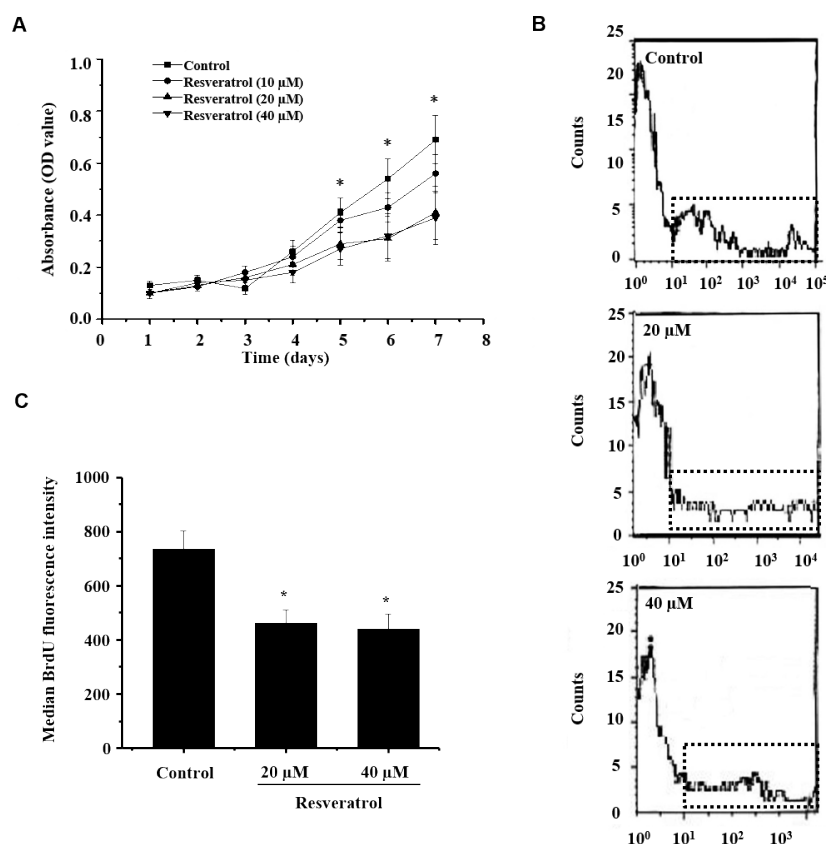 A
Control
Resveratrol (10 µM)
Resveratrol (20 µM)
Resveratrol (40 µM)
Absorbance (OD value)
1.0
0.8
0.6
0.4
0.2
0.0
* * *
0 1 2 3 4 5 6 7 8
Time (days)
B
Control
Counts
25
20
15
10
5
0
10⁰ 10¹ 10² 10³ 10⁴ 10⁵
20 µM
Counts
25
20
15
10
5
0
10⁰ 10¹ 10² 10³ 10⁴
40 µM
Counts
25
20
15
10
5
0
10⁰ 10¹ 10² 10³
C
Median BrdU fluorescence intensity
1000
800
600
400
200
0
* *
Control 20 µM 40 µM
Resveratrol